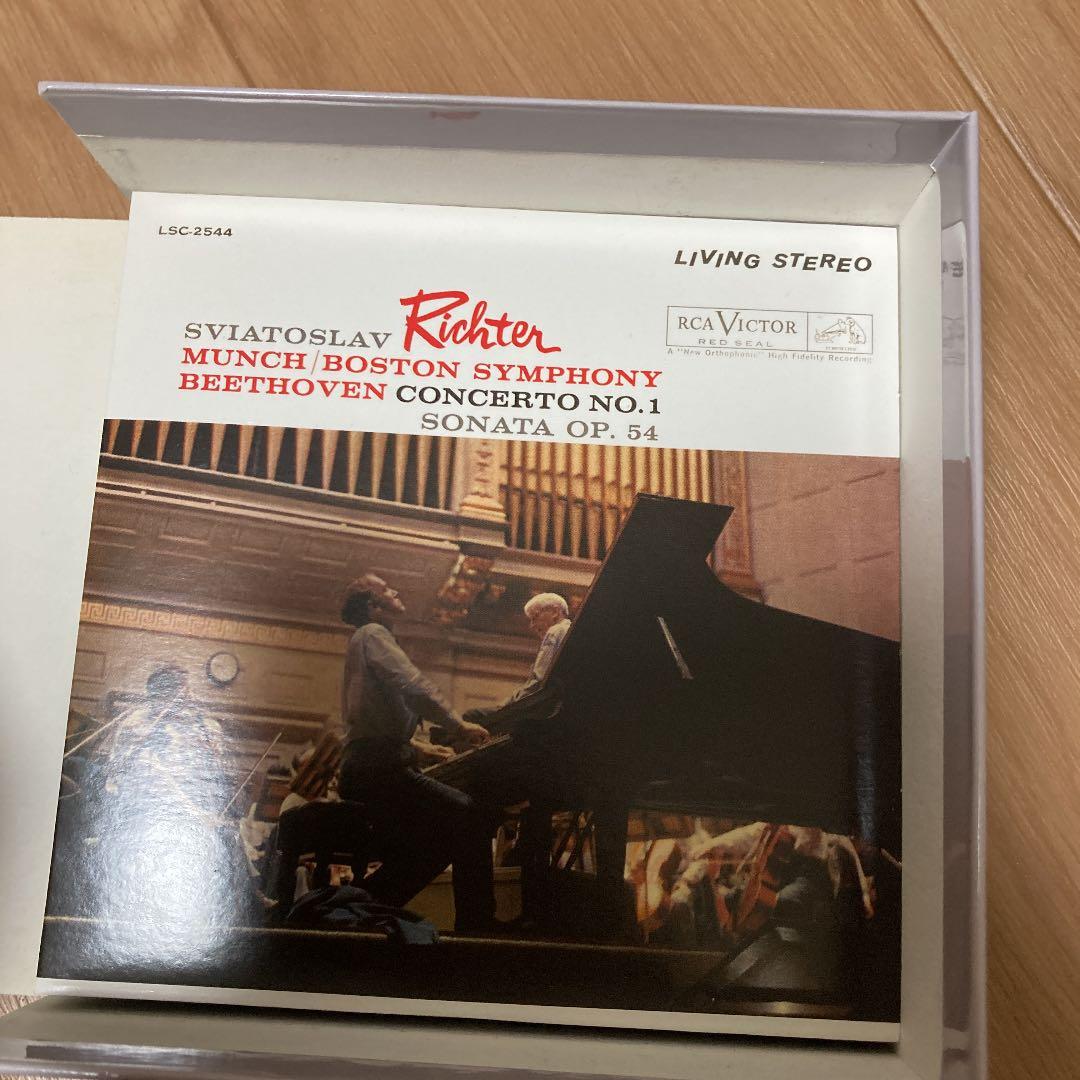 LSC-2544
LIVING STEREO
SVIATOSLAV Richter
MUNCH/BOSTON SYMPHONY
BEETHOVEN CONCERTO NO.1
SONATA OP. 54
RCA VICTOR
RED SEAL
A "New Orthophonic" High Fidelity Recording